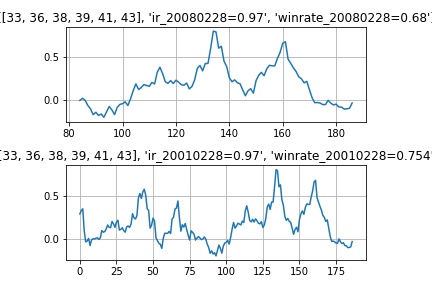 [[33, 36, 38, 39, 41, 43], 'ir_20080228=0.97', 'winrate_20080228=0.68']
0.5
0.0
80 100 120 140 160 180
[33, 36, 38, 39, 41, 43], 'ir_20010228=0.97', 'winrate_20010228=0.754'
0.5
0.0
0 25 50 75 100 125 150 175